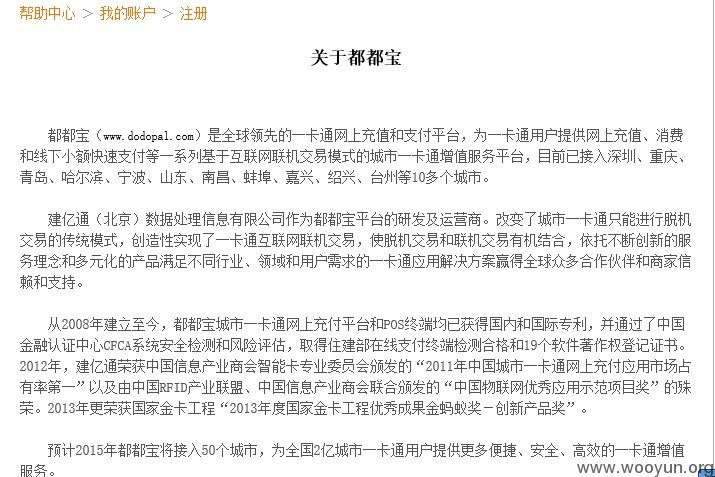 帮助中心 > 我的账户 > 注册
关于都都宝
都都宝（www.dodopal.com）是全球领先的一卡通网上充值和支付平台，为一卡通用户提供网上充值、消费
和线下小额快速支付等一系列基于互联网联机交易模式的城市一卡通增值服务平台，目前已接入深圳、重庆、
青岛、哈尔滨、宁波、山东、南昌、蚌埠、嘉兴、绍兴、台州等10多个城市。
建亿通（北京）数据处理信息有限公司作为都都宝平台的研发及运营商。改变了城市一卡通只能进行脱机
交易的传统模式，创造性实现了一卡通互联网联机交易，使脱机交易和联机交易有机结合，依托不断创新的服
务理念和多元化的产品满足不同行业、领域和用户需求的一卡通应用解决方案赢得全球众多合作伙伴和商家信
赖和支持。
从2008年建立至今，都都宝城市一卡通网上充付平台和POS终端均已获得国内和国际专利，并通过了中国
金融认证中心CFCA系统安全检测和风险评估，取得住建部在线支付终端检测合格和19个软件著作权登记证书。
2012年，建亿通荣获中国信息产业商会智能卡专业委员会颁发的“2011年中国城市一卡通网上充付应用市场占
有率第一”以及由中国RFID产业联盟、中国信息产业商会联合颁发的“中国物联网优秀应用示范项目奖”的殊
荣。2013年更荣获国家金卡工程“2013年度国家金卡工程优秀成果金蚂蚁奖－创新产品奖”。
预计2015年都都宝将接入50个城市，为全国2亿城市一卡通用户提供更多便捷、安全、高效的一卡通增值
服务。
www.wooyun.org